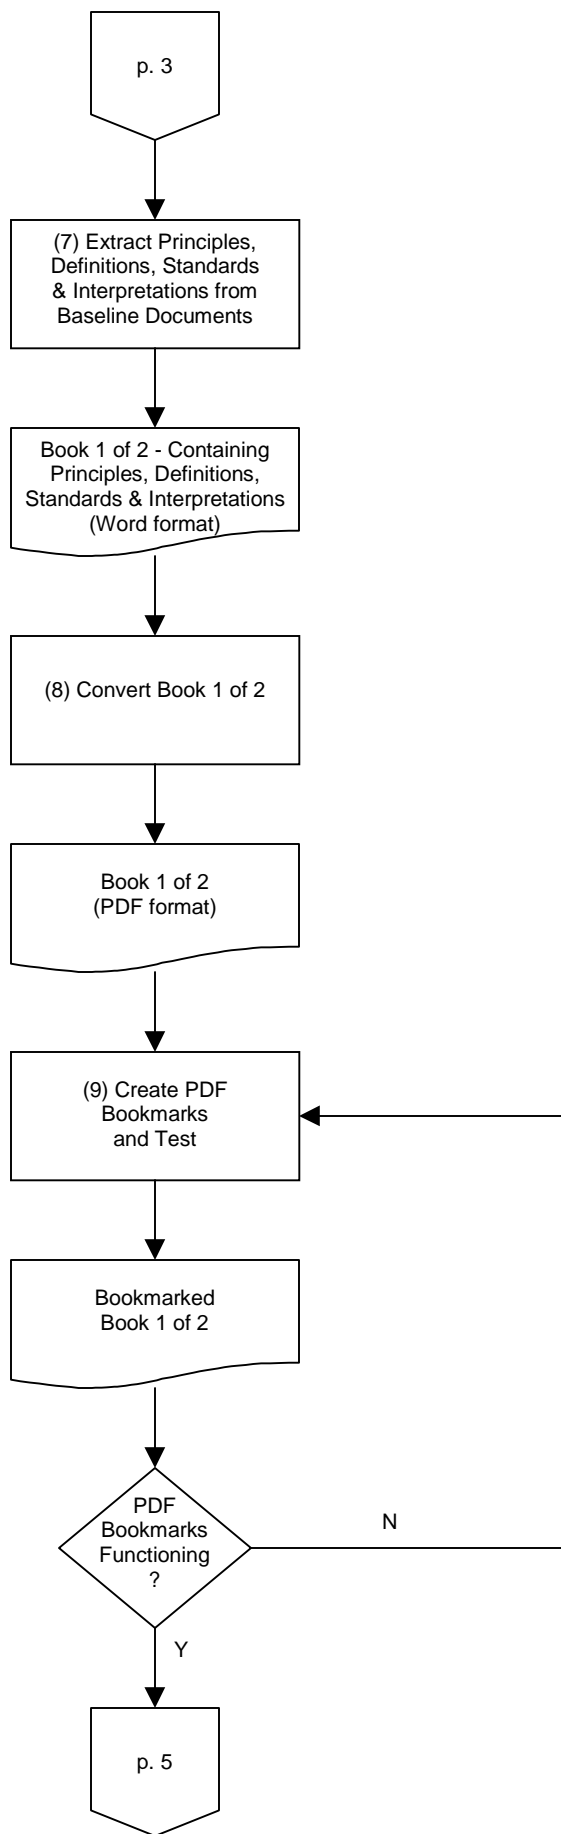 p. 3
(7) Extract Principles,
Definitions, Standards
& Interpretations from
Baseline Documents
Book 1 of 2 - Containing
Principles, Definitions,
Standards & Interpretations
(Word format)
(8) Convert Book 1 of 2
Book 1 of 2
(PDF format)
(9) Create PDF
Bookmarks
and Test
Bookmarked
Book 1 of 2
PDF
Bookmarks
Functioning
?
N
Y
p. 5